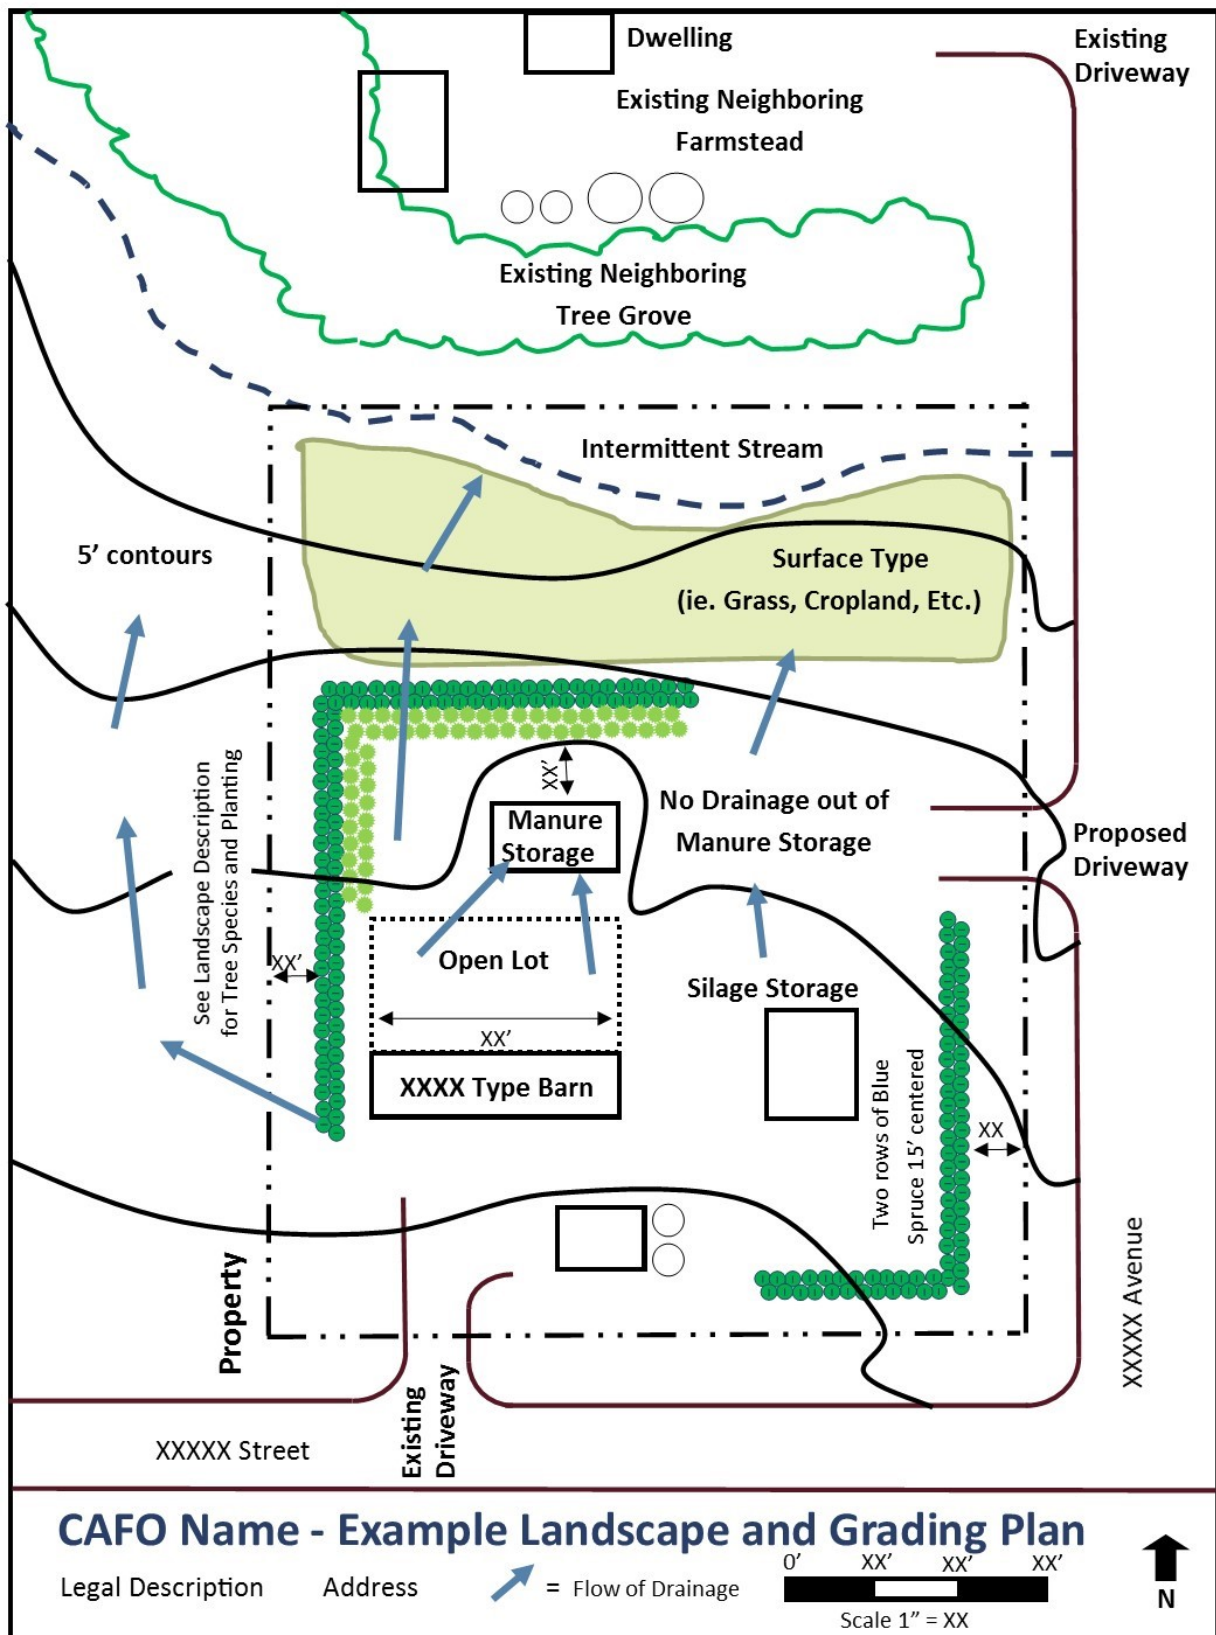 Dwelling
Existing
Driveway
Existing Neighboring
Farmstead
Existing Neighboring
Tree Grove
Intermittent Stream
5' contours
Surface Type
(ie. Grass, Cropland, Etc.)
See Landscape Description
for Tree Species and Planting
XX'
Manure
Storage
No Drainage out of
Manure Storage
Proposed
Driveway
XX'
Open Lot
XX'
Silage Storage
XXXX Type Barn
Two rows of Blue
Spruce 15' centered
XX
Property
Existing
Driveway
XXXXX Avenue
XXXXX Street
CAFO Name - Example Landscape and Grading Plan
Legal Description
Address
= Flow of Drainage
0' XX' XX' XX'
Scale 1" = XX
N